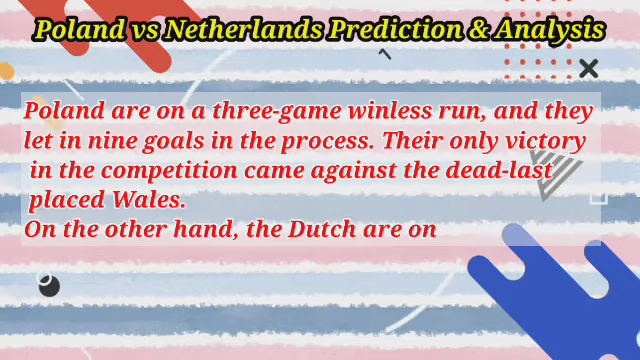 Poland vs Netherlands Prediction & Analysis
Poland are on a three-game winless run, and they
let in nine goals in the process. Their only victory
in the competition came against the dead-last
placed Wales.
On the other hand, the Dutch are on